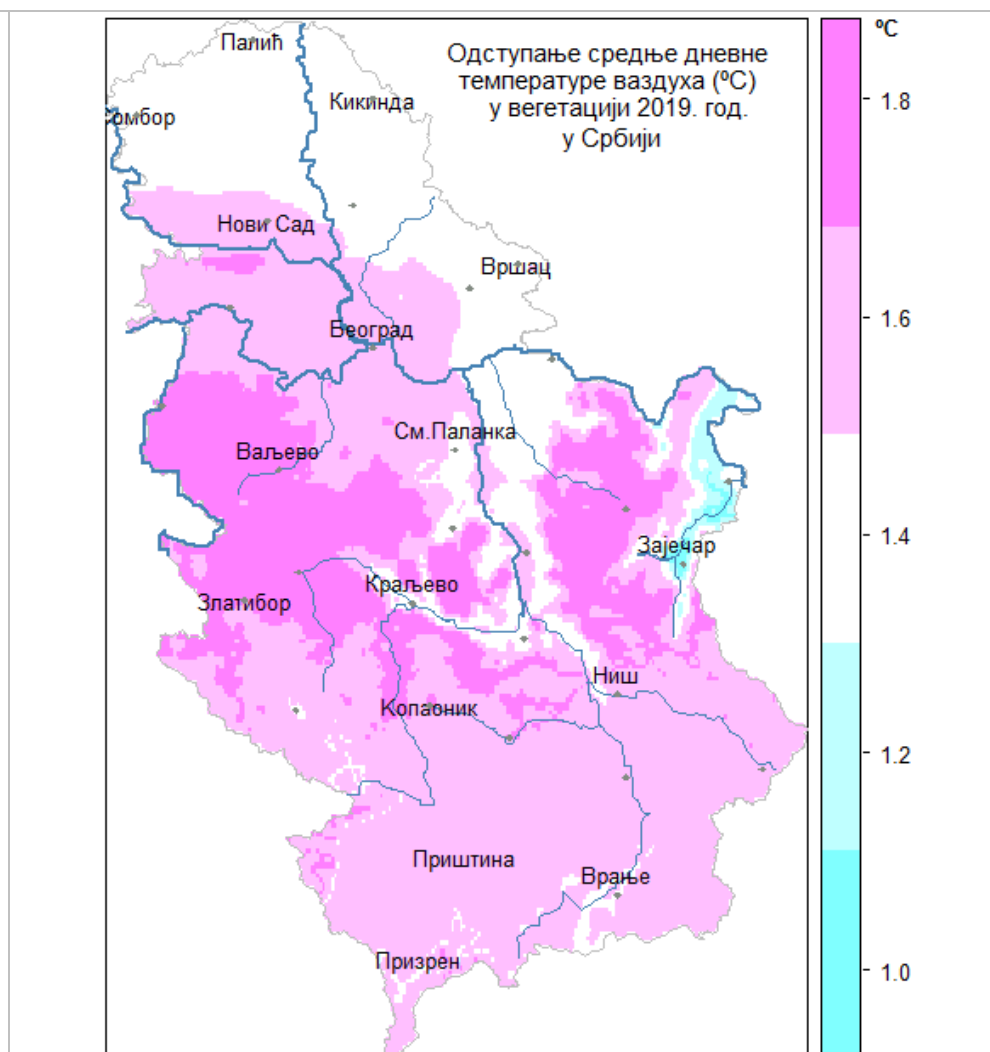 Одступање средње дневне
температуре ваздуха (ºC)
у вегетацији 2019. год.
у Србији
ºC
1.8
1.6
1.4
1.2
1.0
Палић
Кикинда
Сомбор
Нови Сад
Вршац
Београд
См.Паланка
Ваљево
Зајечар
Краљево
Златибор
Ниш
Копаоник
Приштина
Врање
Призрен